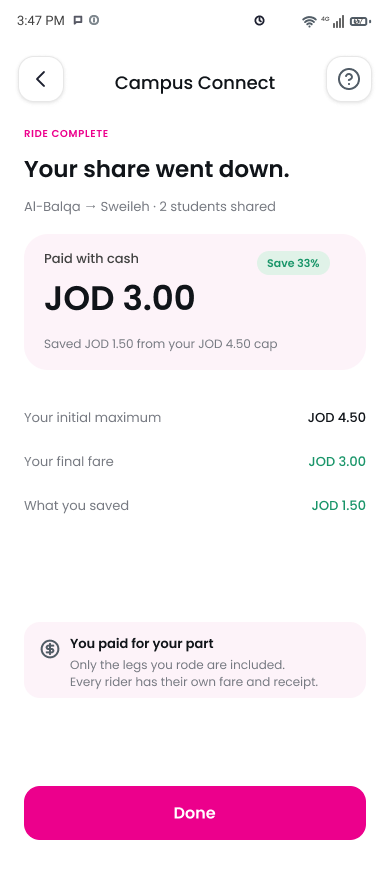 3:47 PM
4G
Campus Connect
RIDE COMPLETE
Your share went down.
Al-Balqa → Sweileh · 2 students shared
Paid with cash
Save 33%
JOD 3.00
Saved JOD 1.50 from your JOD 4.50 cap
Your initial maximum JOD 4.50
Your final fare JOD 3.00
What you saved JOD 1.50
You paid for your part
Only the legs you rode are included.
Every rider has their own fare and receipt.
Done